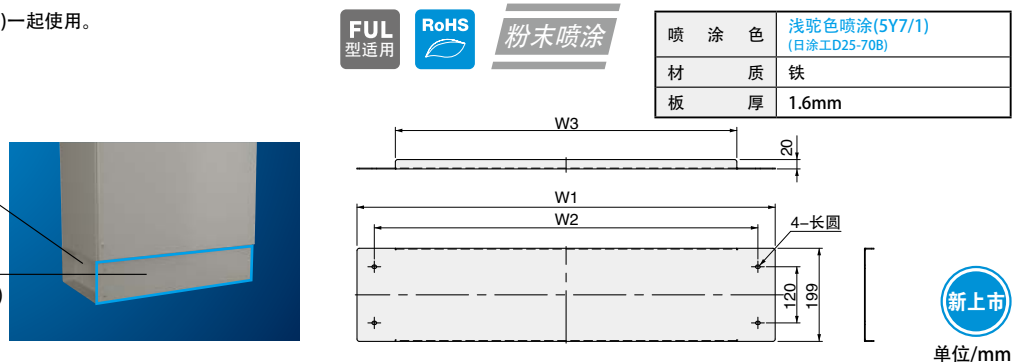 )一起使用。
FUL
型适用
RoHS
粉末喷涂
喷涂色 浅驼色喷涂(5Y7/1)
(日涂工D25-70B)
材质 铁
板厚 1.6mm
W3
20
W1
W2
4-长圆
120
199
)
新上市
单位/mm